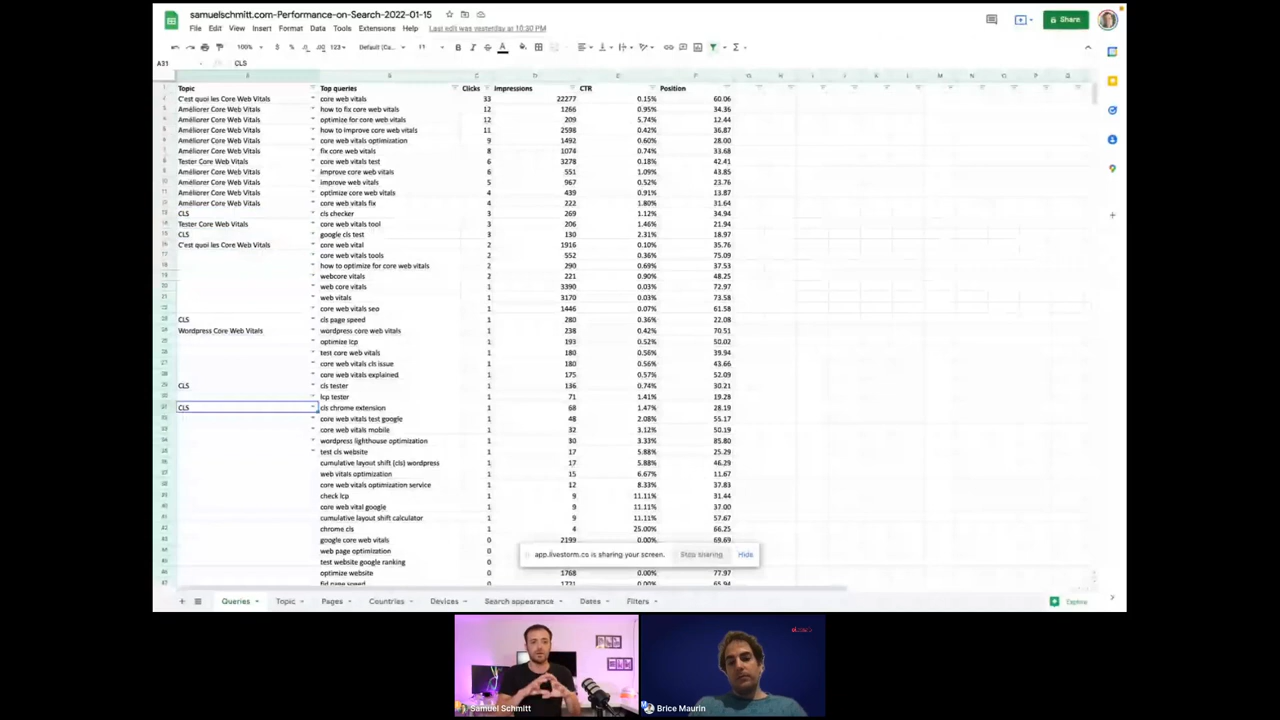 samuelschmitt.com-Performance-on-Search-2022-01-15
File Edit View Insert Format Data Tools Extensions Help Last edit was yesterday at 10:30 PM
Share
100% $ % .0 .00 123 Default (Ca... 11 B I S A
A31 CLS
Topic Top queries Clicks Impressions CTR Position
C'est quoi les Core Web Vitals core web vitals 33 22277 0.15% 60.06
Améliorer Core Web Vitals how to fix core web vitals 12 1266 0.95% 34.36
Améliorer Core Web Vitals optimize for core web vitals 12 209 5.74% 12.44
Améliorer Core Web Vitals how to improve core web vitals 11 2598 0.42% 36.87
Améliorer Core Web Vitals core web vitals optimization 9 1492 0.60% 28.00
Améliorer Core Web Vitals fix core web vitals 8 1074 0.74% 33.68
Tester Core Web Vitals core web vitals test 6 3278 0.18% 42.41
Améliorer Core Web Vitals improve core web vitals 6 551 1.09% 43.85
Améliorer Core Web Vitals improve web vitals 5 967 0.52% 23.76
Améliorer Core Web Vitals optimize core web vitals 4 439 0.91% 13.87
Améliorer Core Web Vitals core web vitals fix 4 222 1.80% 31.64
CLS cls checker 3 269 1.12% 34.94
Tester Core Web Vitals core web vitals tool 3 206 1.46% 21.94
CLS google cls test 3 130 2.31% 18.97
C'est quoi les Core Web Vitals core web vital 2 1916 0.10% 35.76
core web vitals tools 2 552 0.36% 75.09
how to optimize for core web vitals 2 290 0.69% 37.53
webcore vitals 2 221 0.90% 48.25
web core vitals 1 3390 0.03% 72.97
web vitals 1 3170 0.03% 73.58
core web vitals seo 1 1446 0.07% 61.58
CLS cls page speed 1 280 0.36% 22.08
Wordpress Core Web Vitals wordpress core web vitals 1 238 0.42% 70.51
optimize lcp 1 193 0.52% 50.02
test core web vitals 1 180 0.56% 39.94
core web vitals cls issue 1 180 0.56% 43.66
core web vitals explained 1 175 0.57% 52.09
CLS cls tester 1 136 0.74% 30.21
lcp tester 1 71 1.41% 19.28
CLS cls chrome extension 1 68 1.47% 28.19
core web vitals test google 1 48 2.08% 55.17
core web vitals mobile 1 32 3.12% 50.19
wordpress lighthouse optimization 1 30 3.33% 85.80
test cls website 1 17 5.88% 25.29
cumulative layout shift (cls) wordpress 1 17 5.88% 46.29
web vitals optimization 1 15 6.67% 11.67
core web vitals optimization service 1 12 8.33% 37.83
check lcp 1 9 11.11% 31.44
core web vital google 1 9 11.11% 37.00
cumulative layout shift calculator 1 9 11.11% 57.67
chrome cls 1 4 25.00% 66.25
google core web vitals 0 2199 0.00% 69.69
web page optimization 0
test website google ranking 0
optimize website 0 1768 0.00% 77.97
fid page speed 0 1721 0.00% 65.94
app.livestorm.co is sharing your screen. Stop sharing Hide
Queries Topic Pages Countries Devices Search appearance Dates Filters Explore
Samuel Schmitt
Brice Maurin